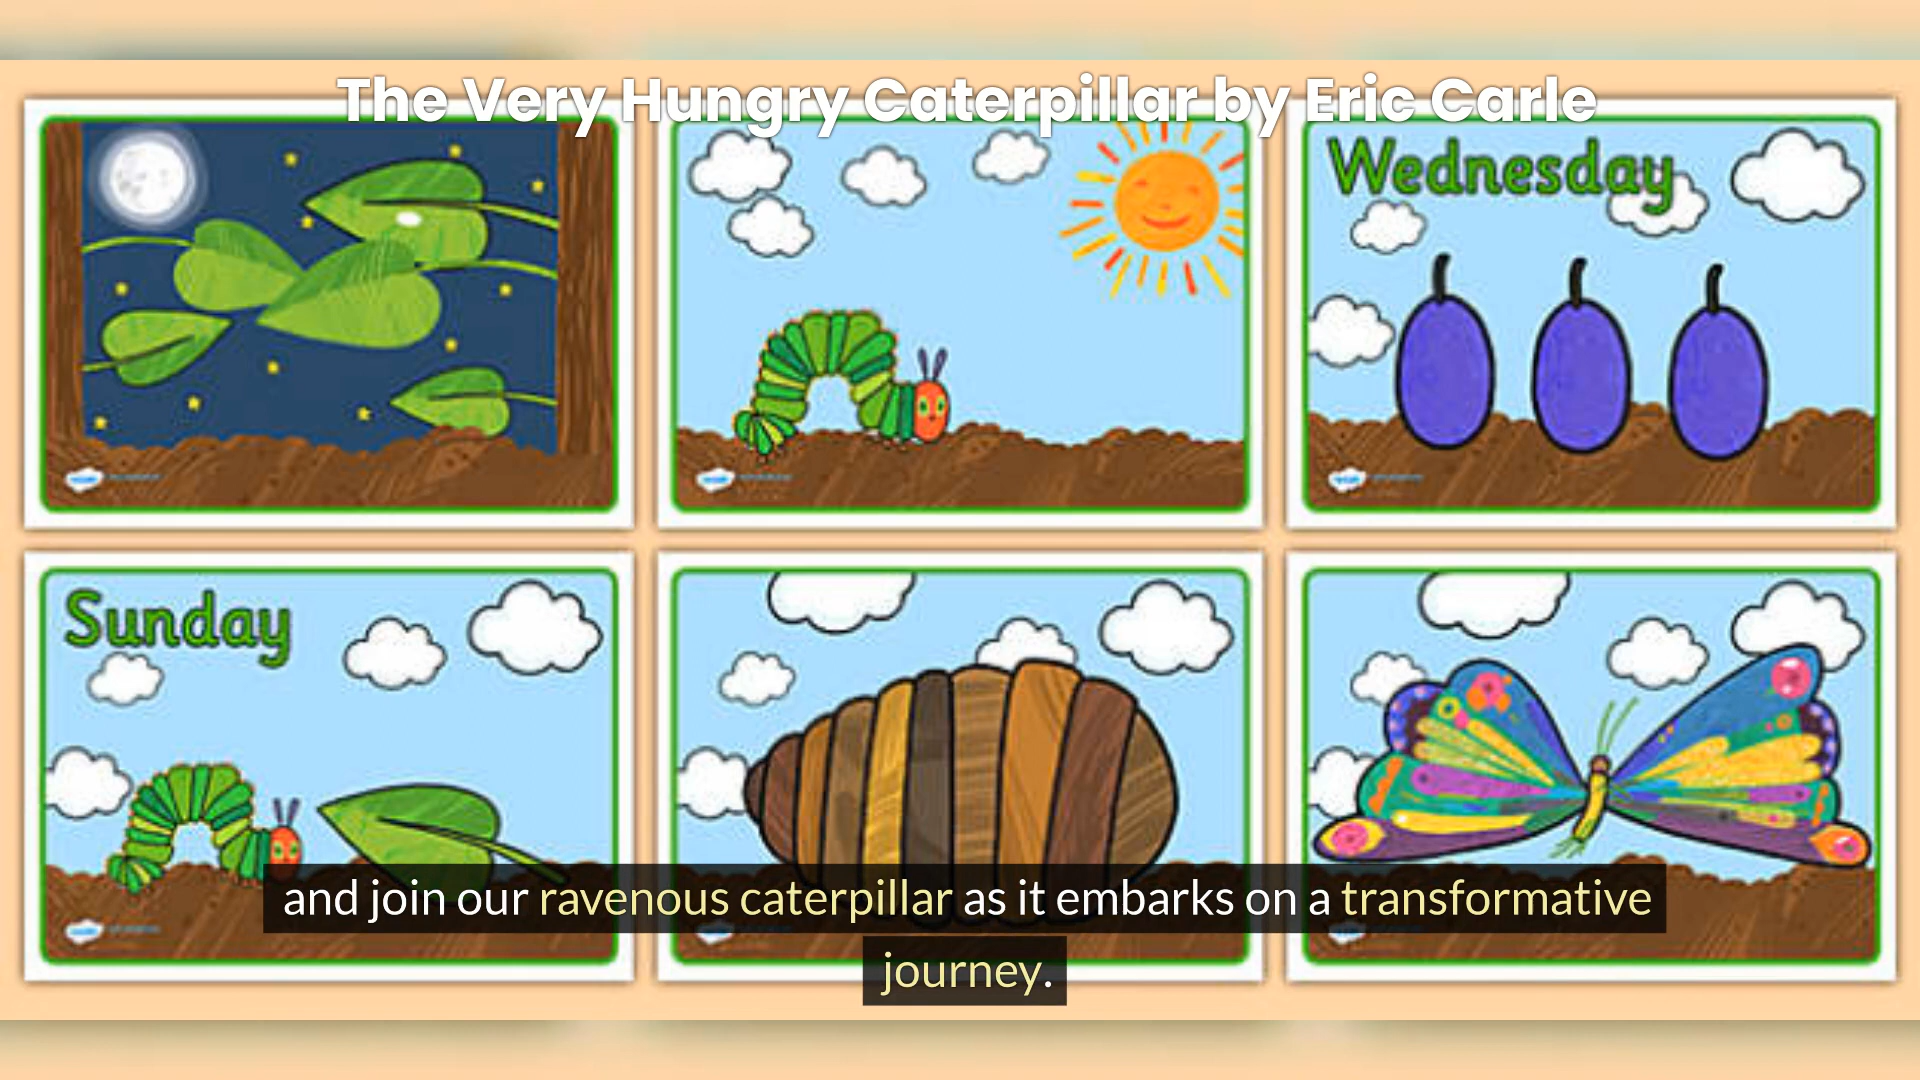 The Very Hungry Caterpillar by Eric Carle
Wednesday
Sunday
and join our ravenous caterpillar as it embarks on a transformative
journey.